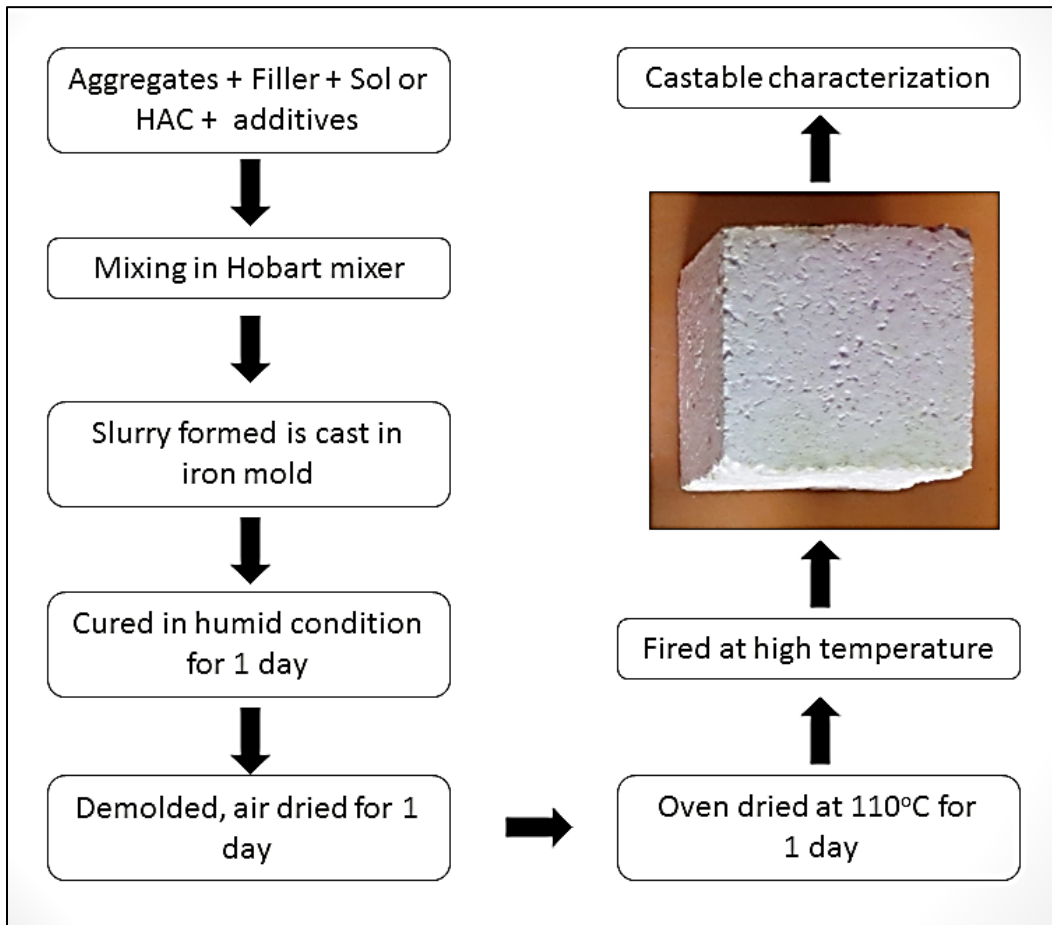 Aggregates + Filler + Sol or
HAC + additives
Mixing in Hobart mixer
Slurry formed is cast in
iron mold
Cured in humid condition
for 1 day
Demolded, air dried for 1
day
Oven dried at 110°C for
1 day
Fired at high temperature
Castable characterization